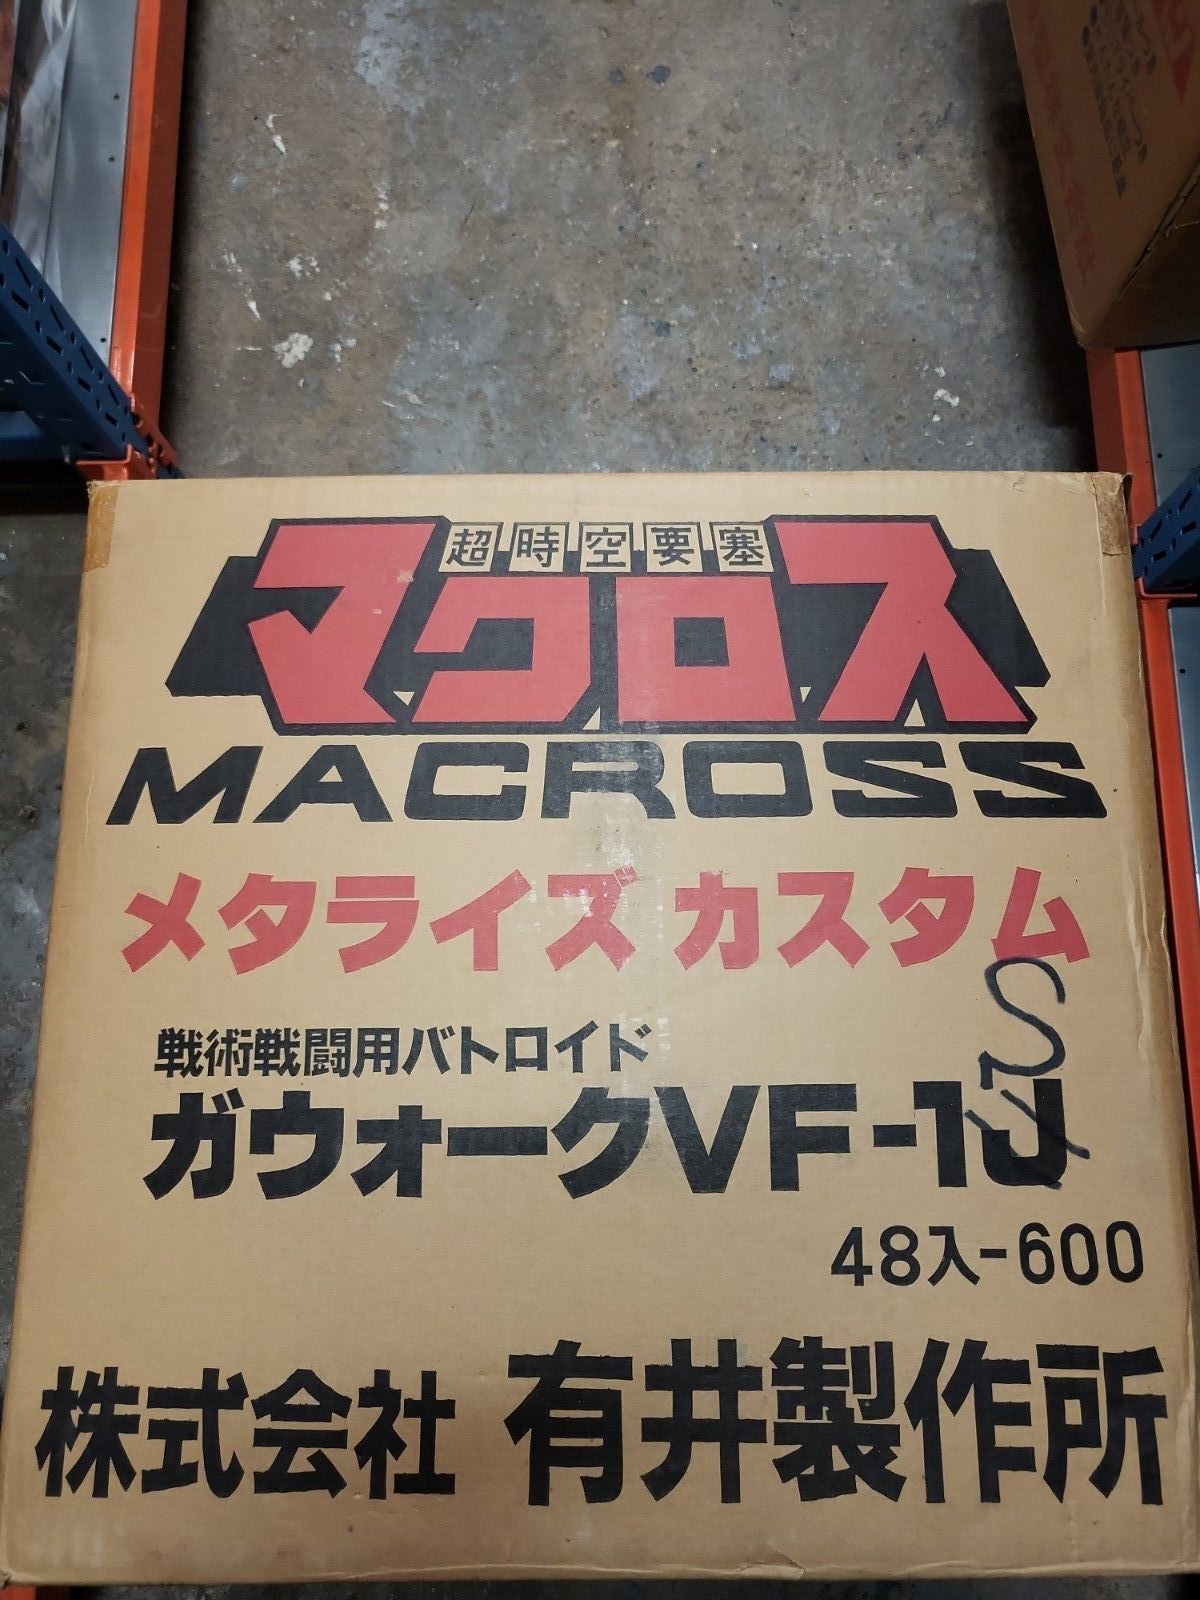 超時空要塞
マクロス
MACROSS
メタライズ カスタム
戦術戦闘用バトロイド
S
ガウォークVF-1J
48入-600
株式会社 有井製作所